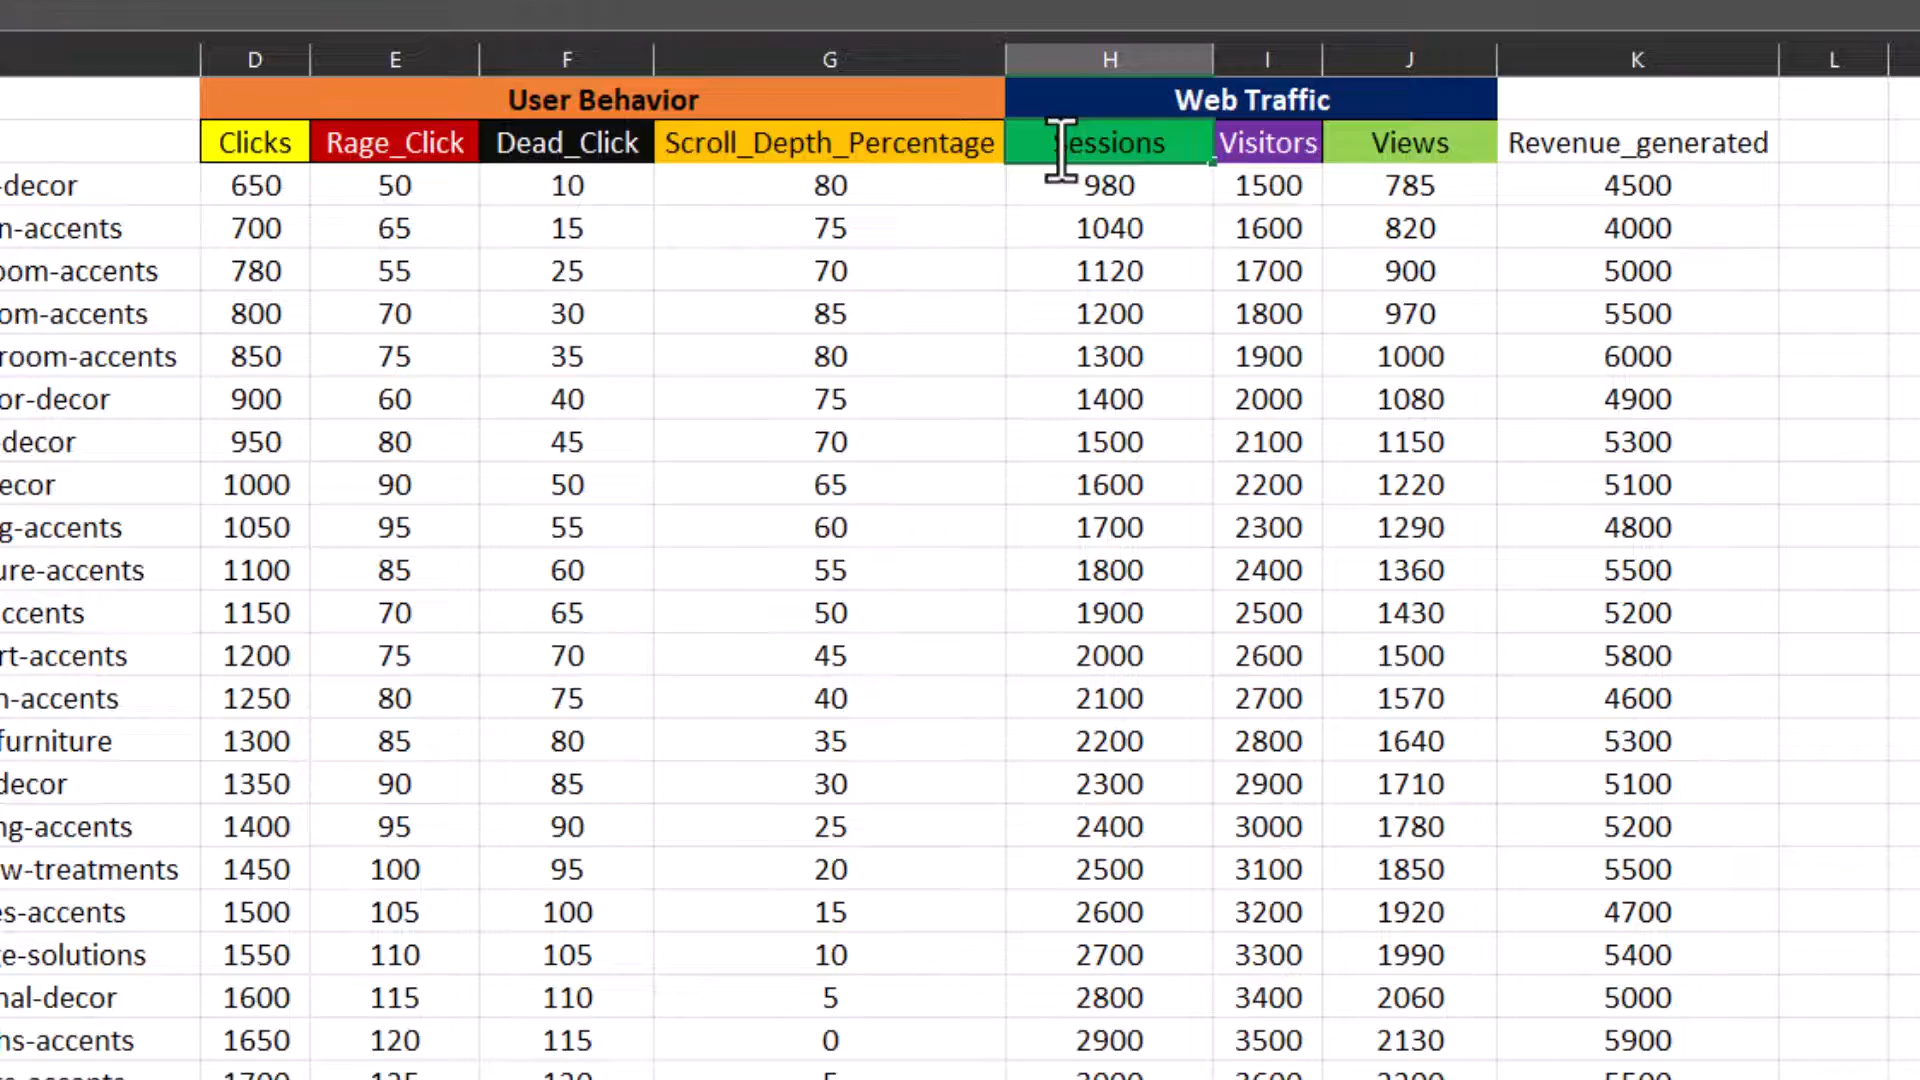 D E F G H I J K L
User Behavior Web Traffic
Clicks Rage_Click Dead_Click Scroll_Depth_Percentage Sessions Visitors Views Revenue_generated
-decor 650 50 10 80 980 1500 785 4500
n-accents 700 65 15 75 1040 1600 820 4000
oom-accents 780 55 25 70 1120 1700 900 5000
om-accents 800 70 30 85 1200 1800 970 5500
room-accents 850 75 35 80 1300 1900 1000 6000
or-decor 900 60 40 75 1400 2000 1080 4900
-decor 950 80 45 70 1500 2100 1150 5300
ecor 1000 90 50 65 1600 2200 1220 5100
g-accents 1050 95 55 60 1700 2300 1290 4800
ure-accents 1100 85 60 55 1800 2400 1360 5500
ccents 1150 70 65 50 1900 2500 1430 5200
rt-accents 1200 75 70 45 2000 2600 1500 5800
n-accents 1250 80 75 40 2100 2700 1570 4600
furniture 1300 85 80 35 2200 2800 1640 5300
decor 1350 90 85 30 2300 2900 1710 5100
ng-accents 1400 95 90 25 2400 3000 1780 5200
w-treatments 1450 100 95 20 2500 3100 1850 5500
es-accents 1500 105 100 15 2600 3200 1920 4700
e-solutions 1550 110 105 10 2700 3300 1990 5400
nal-decor 1600 115 110 5 2800 3400 2060 5000
hs-accents 1650 120 115 0 2900 3500 2130 5900